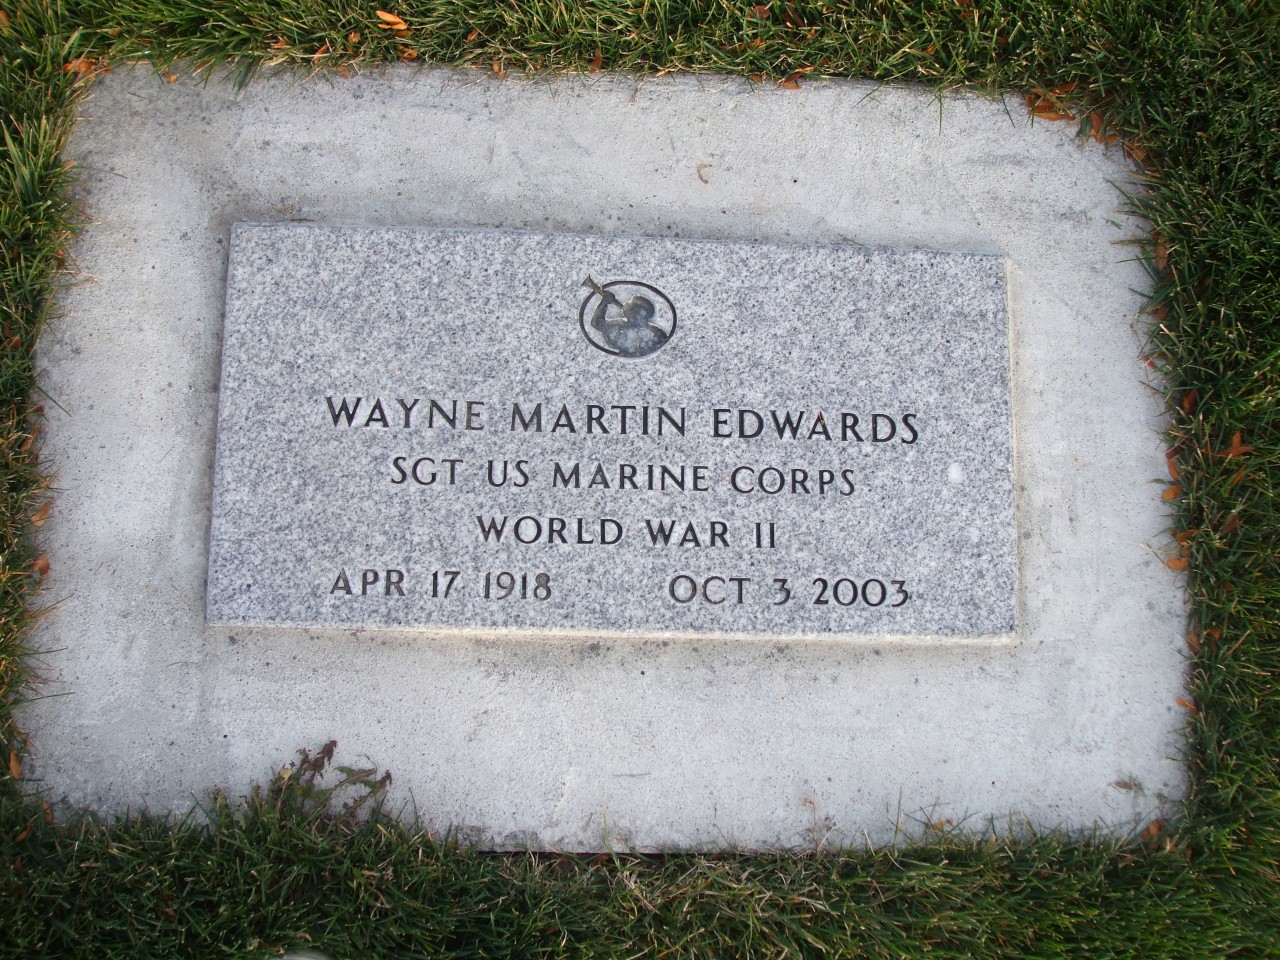 WAYNE MARTIN EDWARDS
SGT US MARINE CORPS
WORLD WAR II
APR 17 1918 OCT 3 2003